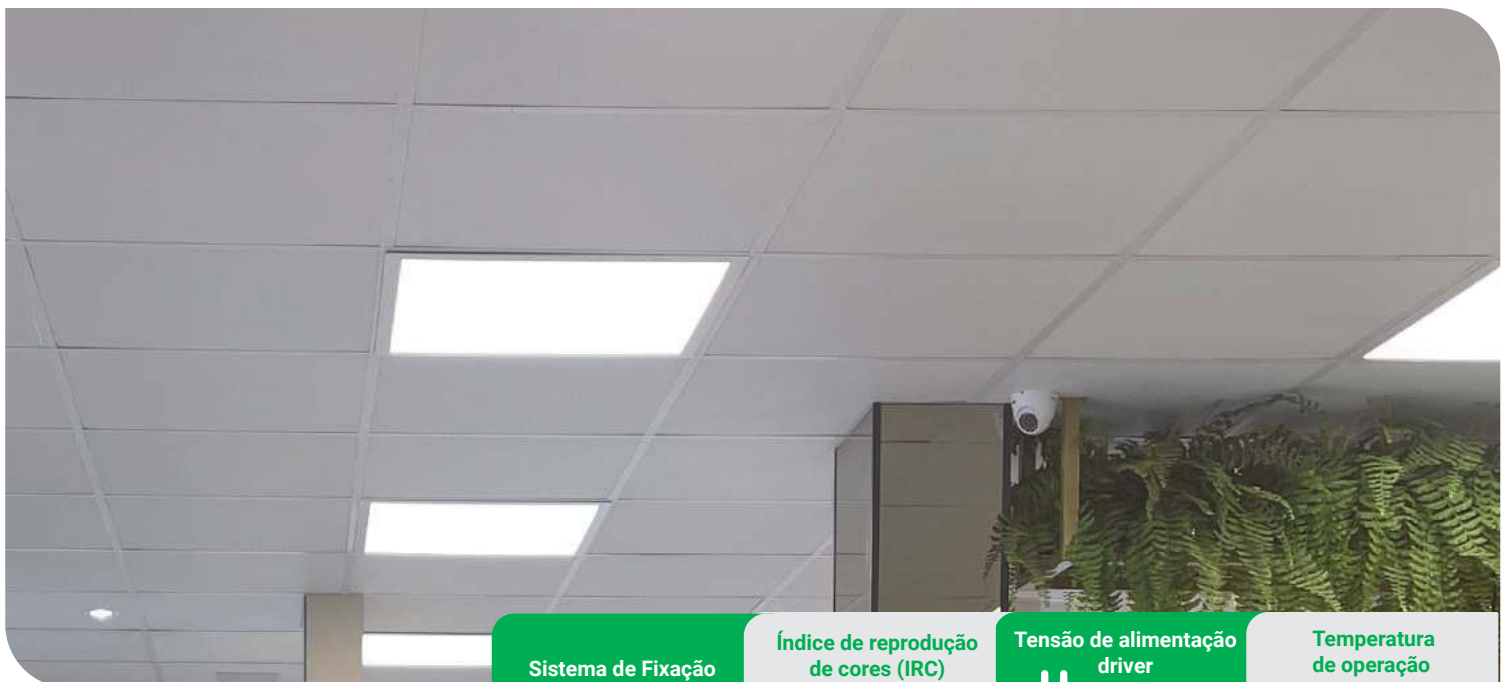 Sistema de Fixação
Índice de reprodução
de cores (IRC)
Tensão de alimentação
driver
Temperatura
de operação